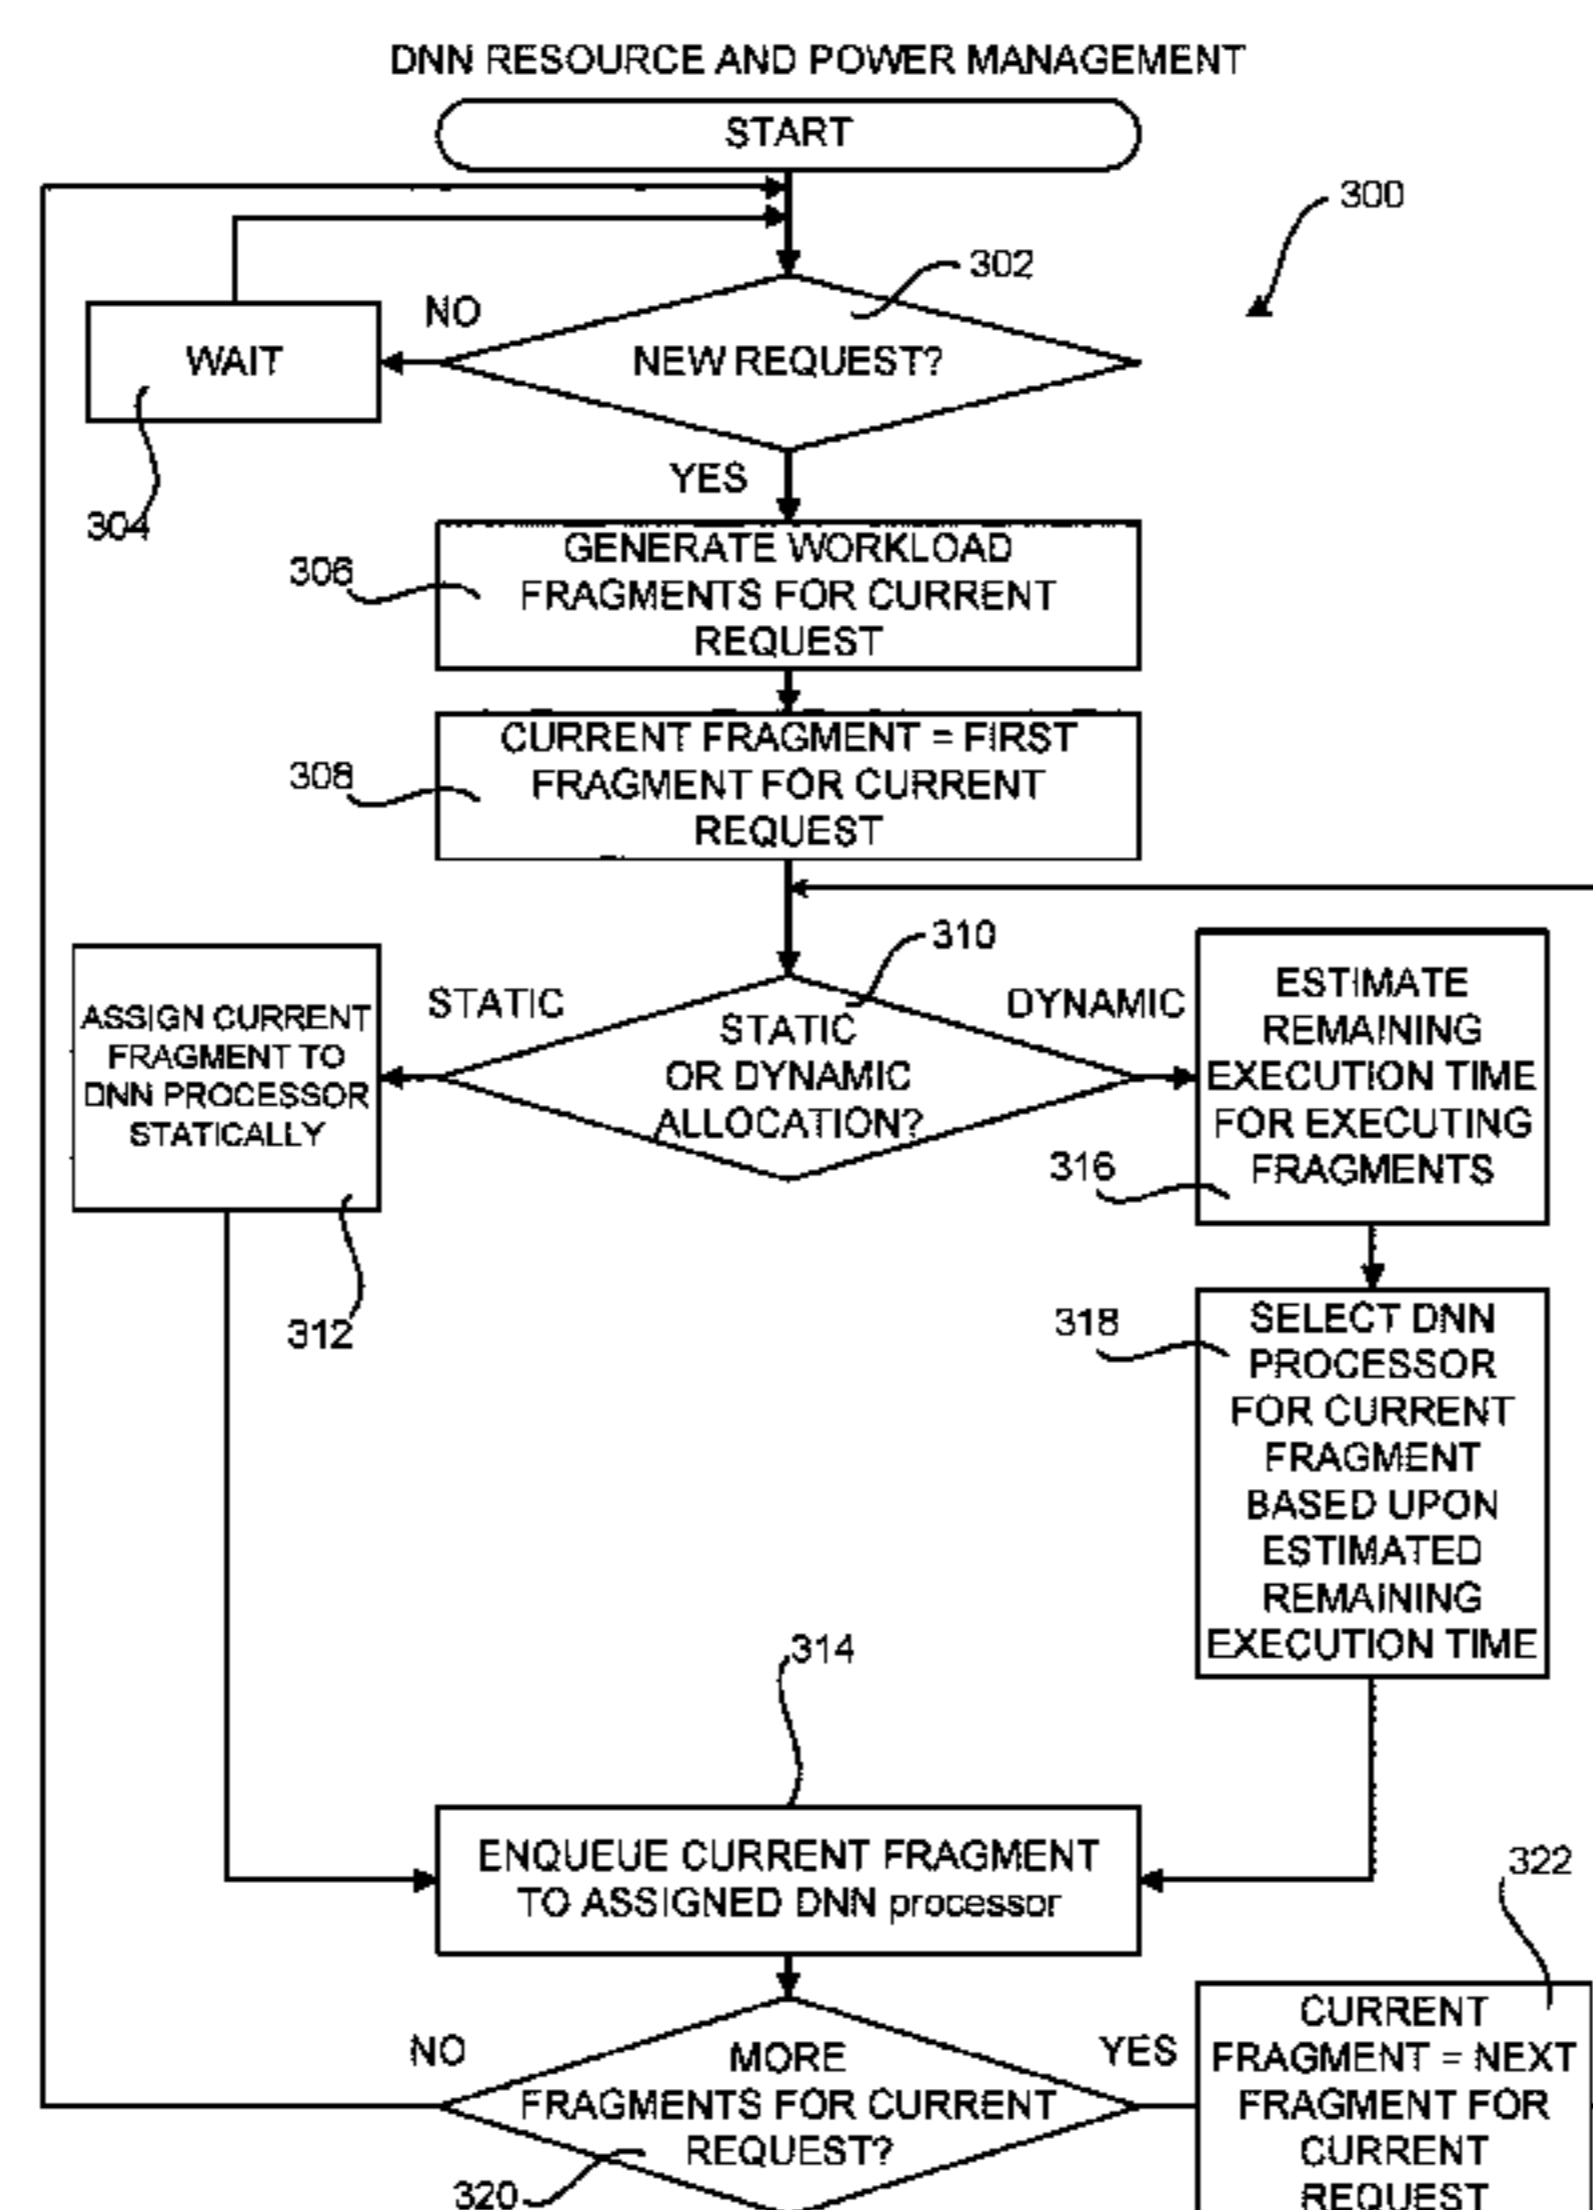 DNN RESOURCE AND POWER MANAGEMENT
START
300
302
NO
WAIT
NEW REQUEST?
YES
304
GENERATE WORKLOAD
FRAGMENTS FOR CURRENT
REQUEST
306
CURRENT FRAGMENT = FIRST
FRAGMENT FOR CURRENT
REQUEST
308
310
STATIC
DYNAMIC
STATIC
OR DYNAMIC
ALLOCATION?
ASSIGN CURRENT
FRAGMENT TO
DNN PROCESSOR
STATICALLY
312
ESTIMATE
REMAINING
EXECUTION TIME
FOR EXECUTING
FRAGMENTS
316
318
SELECT DNN
PROCESSOR
FOR CURRENT
FRAGMENT
BASED UPON
ESTIMATED
REMAINING
EXECUTION TIME
314
ENQUEUE CURRENT FRAGMENT
TO ASSIGNED DNN processor
322
NO
MORE
FRAGMENTS FOR CURRENT
REQUEST?
320
YES
CURRENT
FRAGMENT = NEXT
FRAGMENT FOR
CURRENT
REQUEST